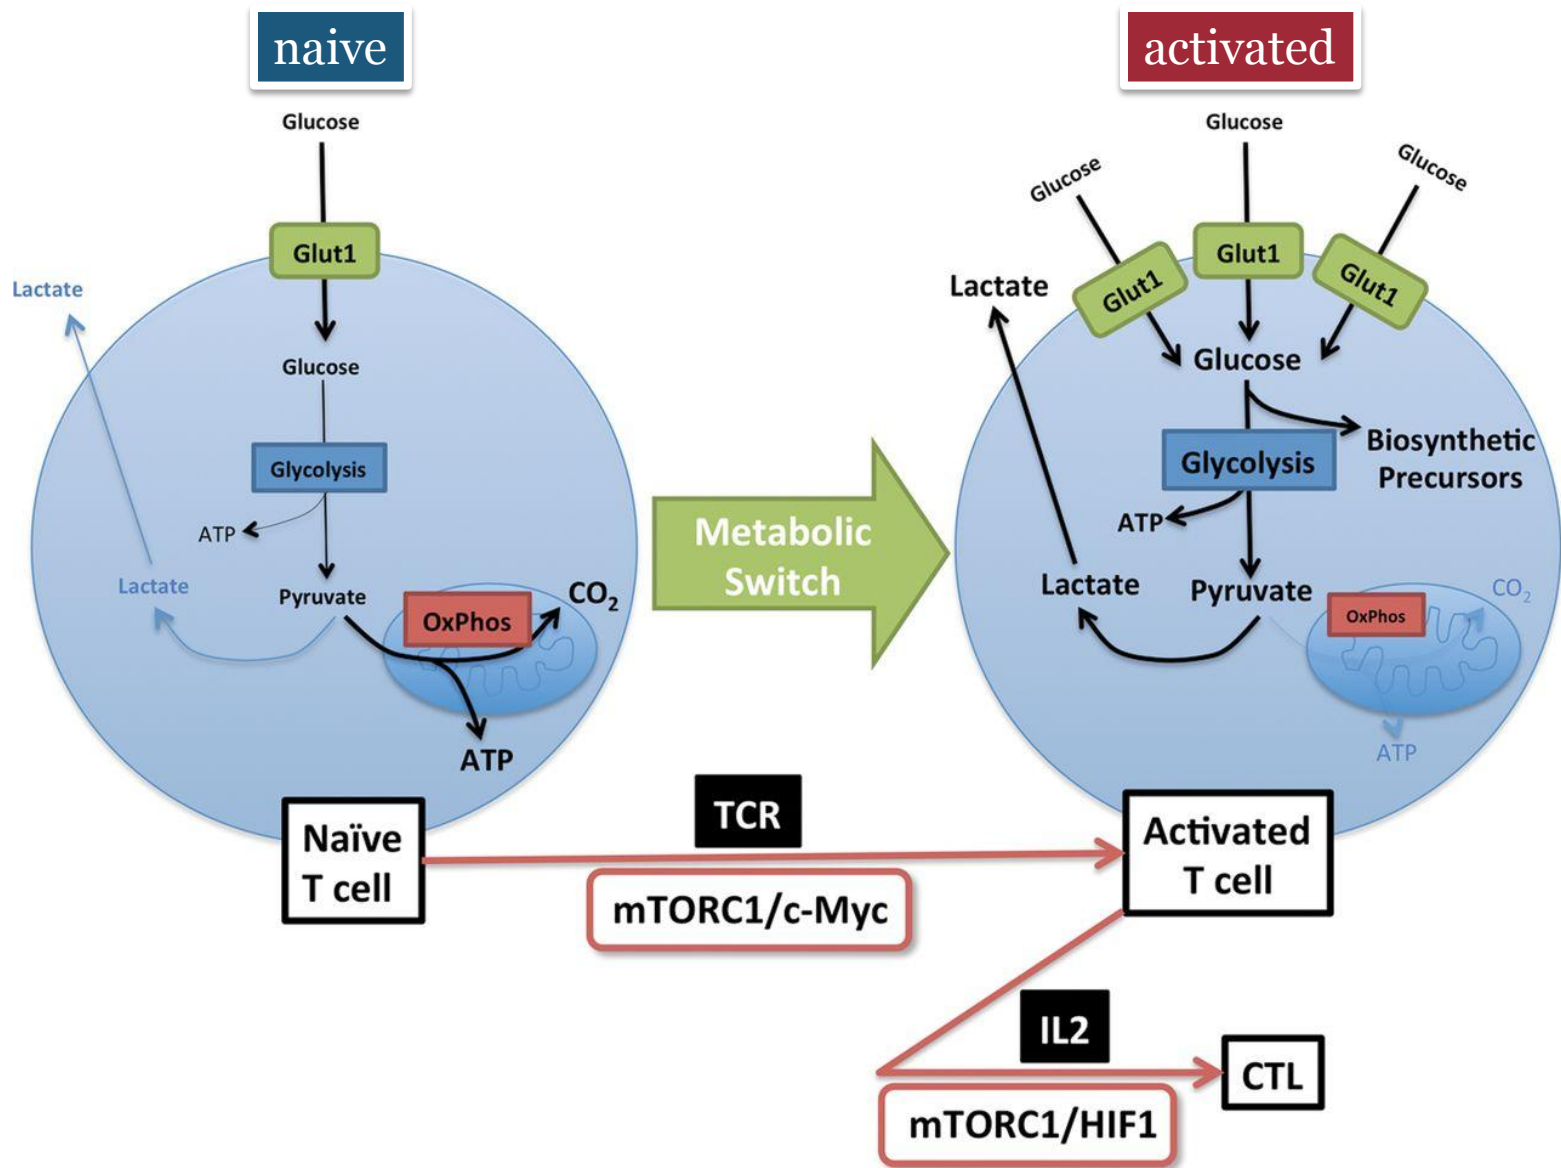 naive
activated
Glucose
Glut1
Lactate
Glucose
Glycolysis
ATP
Lactate
Pyruvate
OxPhos
CO₂
ATP
Naïve
T cell
Metabolic
Switch
Glucose
Glucose
Glucose
Glut1
Glut1
Glut1
Lactate
Glucose
Biosynthetic
Precursors
Glycolysis
ATP
Lactate
Pyruvate
OxPhos
CO₂
ATP
Activated
T cell
TCR
mTORC1/c-Myc
IL2
CTL
mTORC1/HIF1